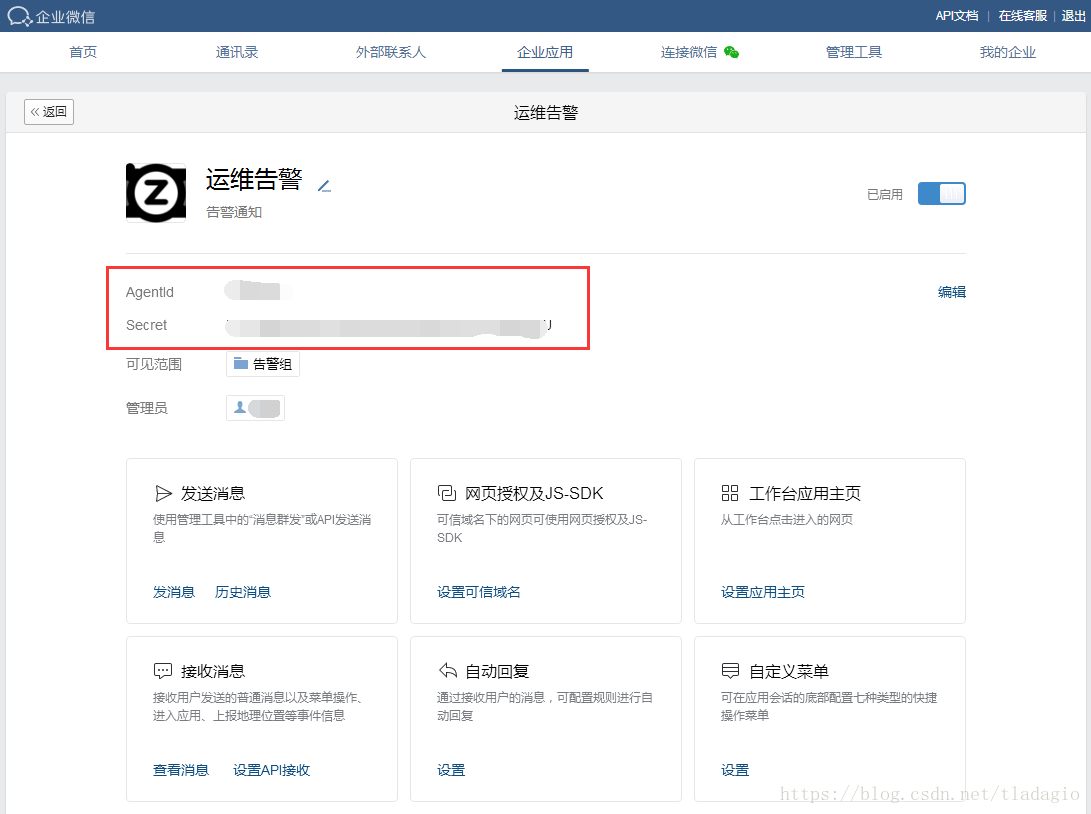 企业微信
API文档 | 在线客服 | 退出
首页 通讯录 外部联系人 企业应用 连接微信 管理工具 我的企业
« 返回
运维告警
运维告警
告警通知
已启用
AgentId
编辑
Secret
可见范围 告警组
管理员
发送消息
使用管理工具中的“消息群发”或API发送消
息
发消息 历史消息
网页授权及JS-SDK
可信域名下的网页可使用网页授权及JS-
SDK
设置可信域名
工作台应用主页
从工作台点击进入的网页
设置应用主页
接收消息
接收用户发送的普通消息以及菜单操作、
进入应用、上报地理位置等事件信息
查看消息 设置API接收
自动回复
通过接收用户的消息，可配置规则进行自
动回复
设置
自定义菜单
可在应用会话的底部配置七种类型的快捷
操作菜单
设置
https://blog.csdn.net/tladagio